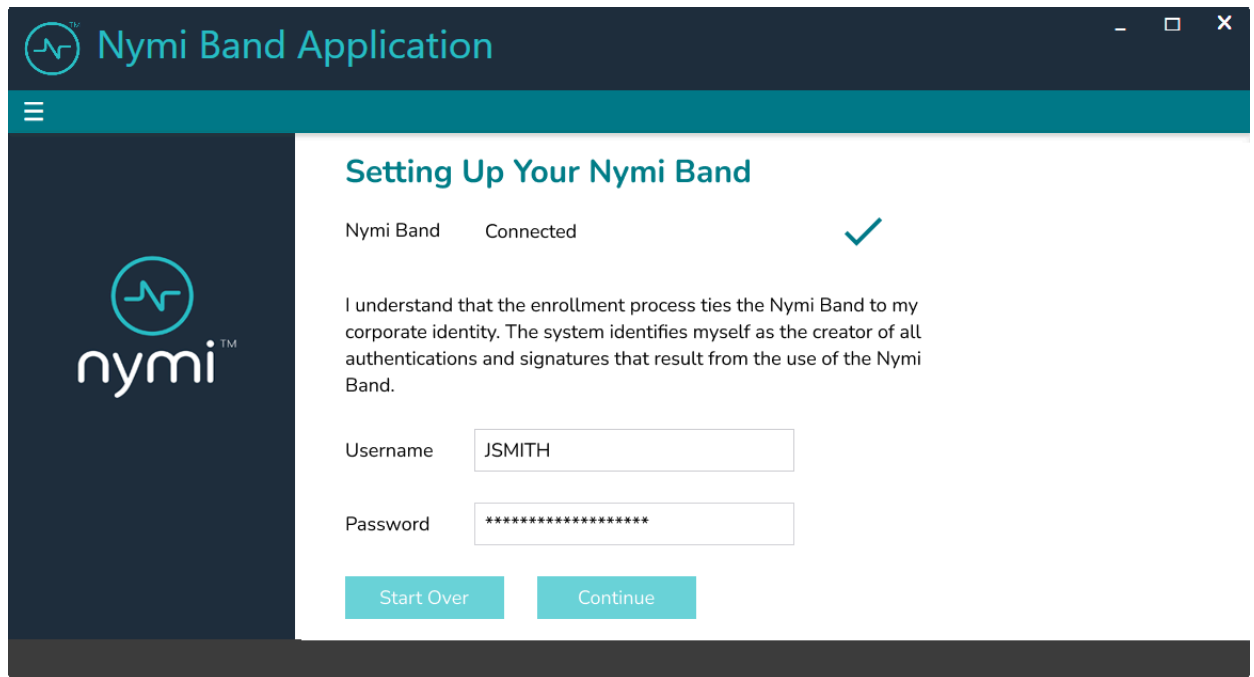 Nymi Band Application
TM
Setting Up Your Nymi Band
Nymi Band Connected
I understand that the enrollment process ties the Nymi Band to my
corporate identity. The system identifies myself as the creator of all
authentications and signatures that result from the use of the Nymi
Band.
nymi TM
Username JSMITH
Password *******************
Start Over Continue